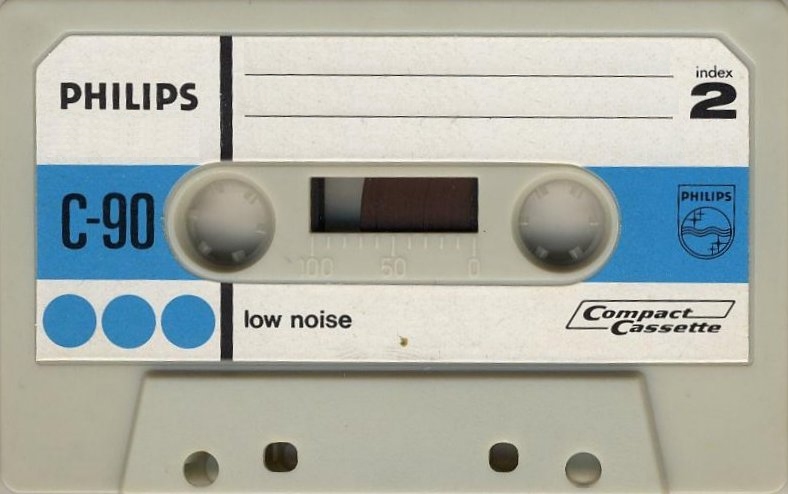 index
PHILIPS
2
C-90
PHILIPS
100 50 0
low noise
Compact
Cassette